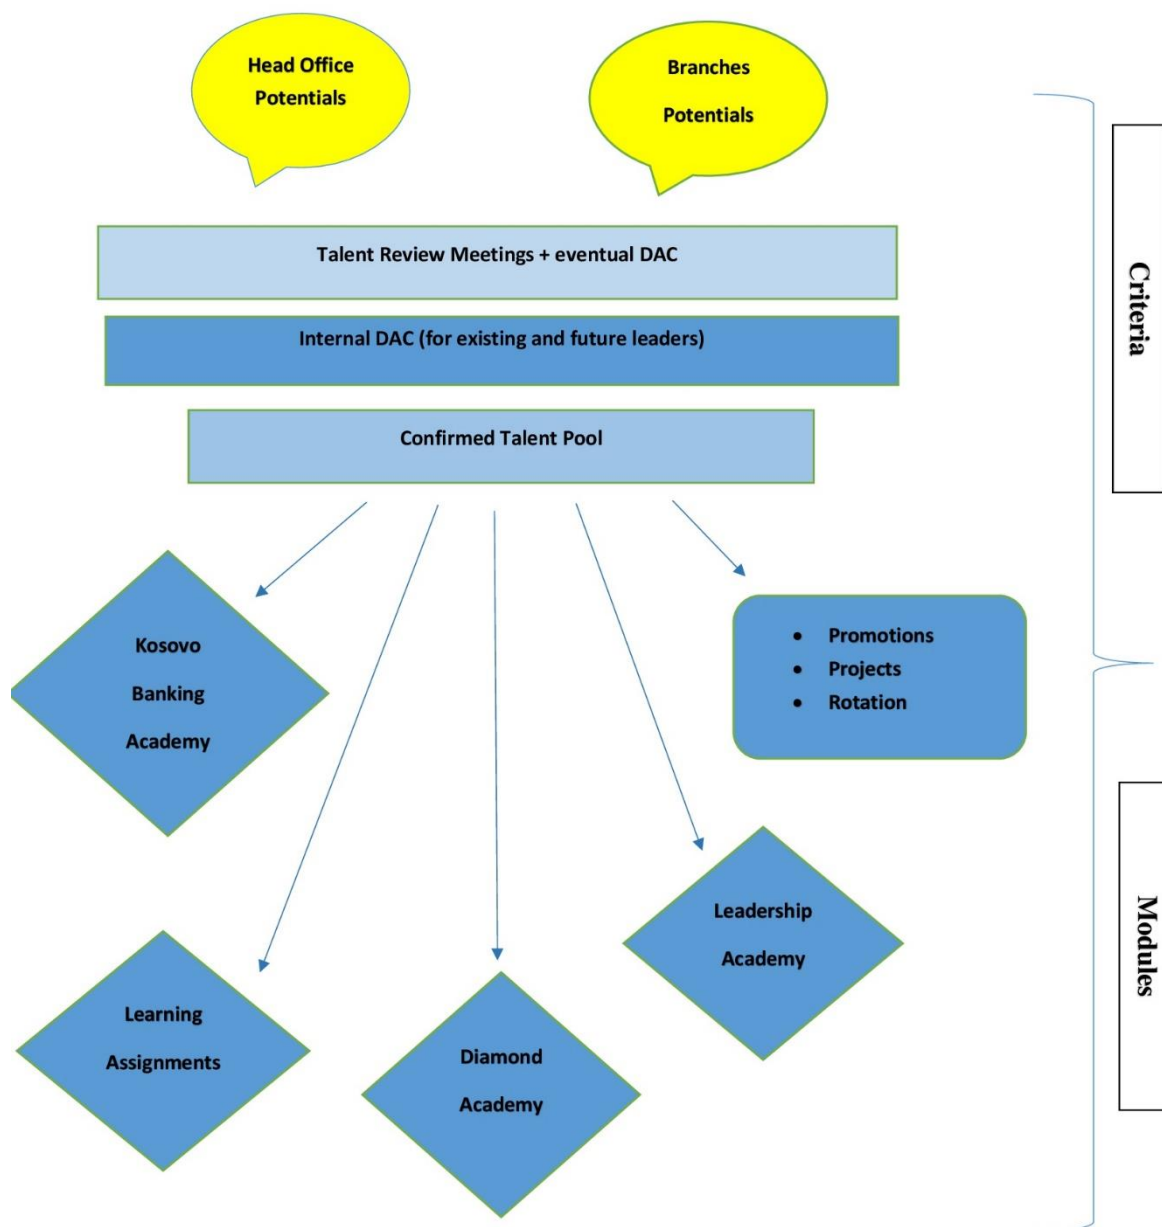 Head Office
Potentials
Branches
Potentials
Talent Review Meetings + eventual DAC
Internal DAC (for existing and future leaders)
Confirmed Talent Pool
Criteria
Kosovo
Banking
Academy
• Promotions
• Projects
• Rotation
Leadership
Academy
Learning
Assignments
Diamond
Academy
Modules